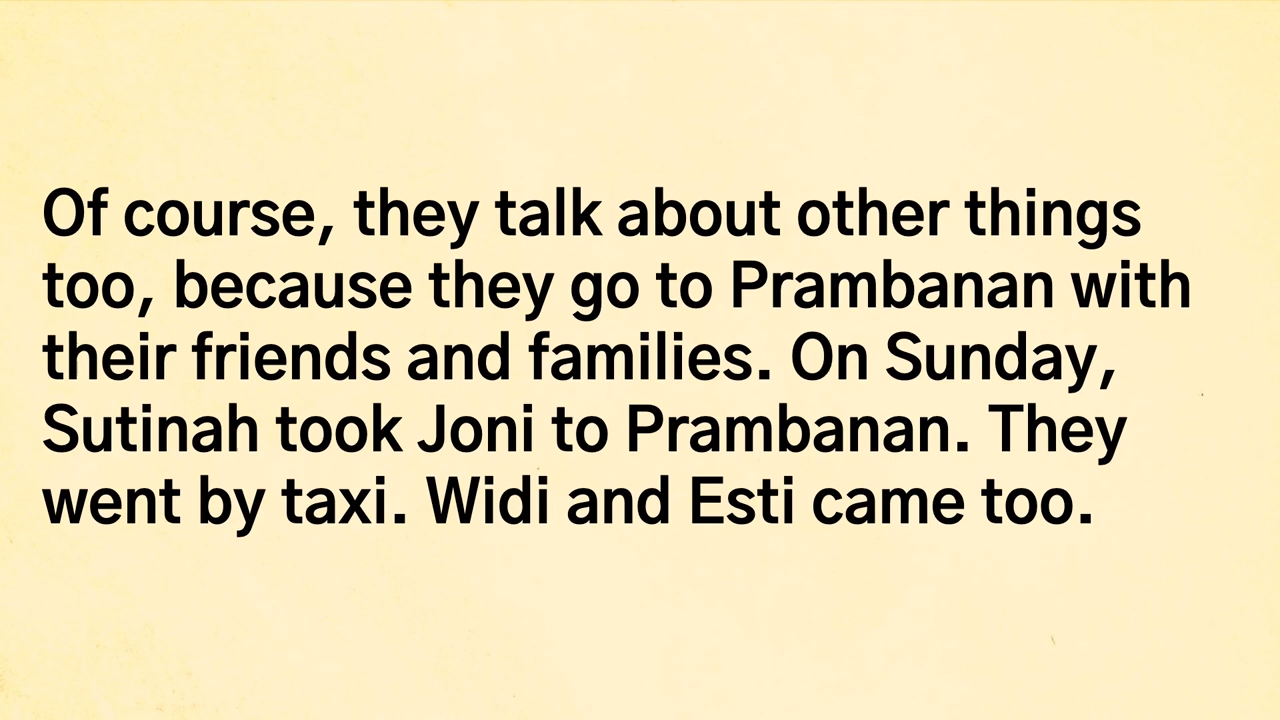 Of course, they talk about other things
too, because they go to Prambanan with
their friends and families. On Sunday,
Sutinah took Joni to Prambanan. They
went by taxi. Widi and Esti came too.